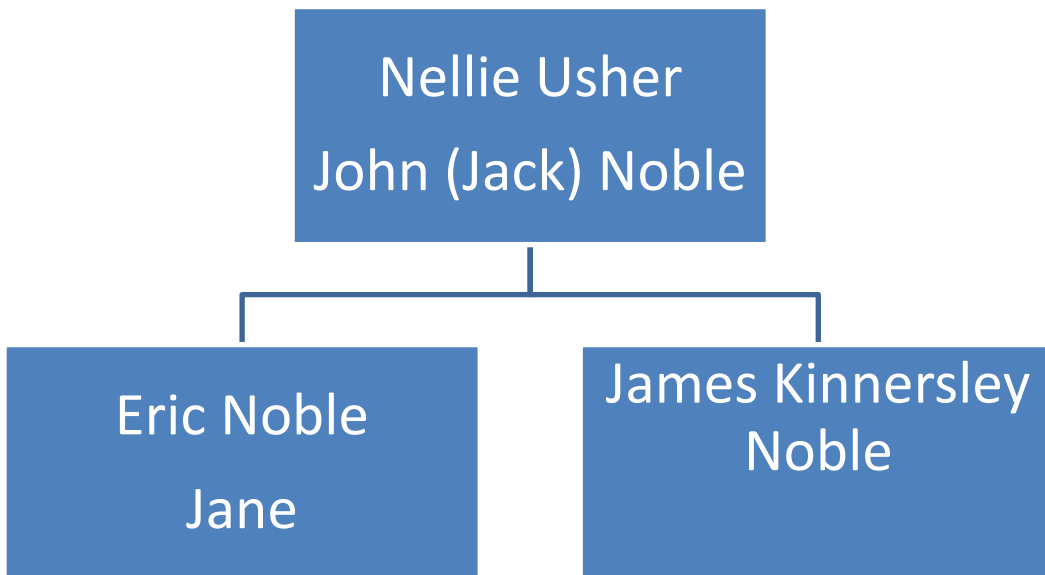 Nellie Usher
John (Jack) Noble
Eric Noble
Jane
James Kinnersley
Noble